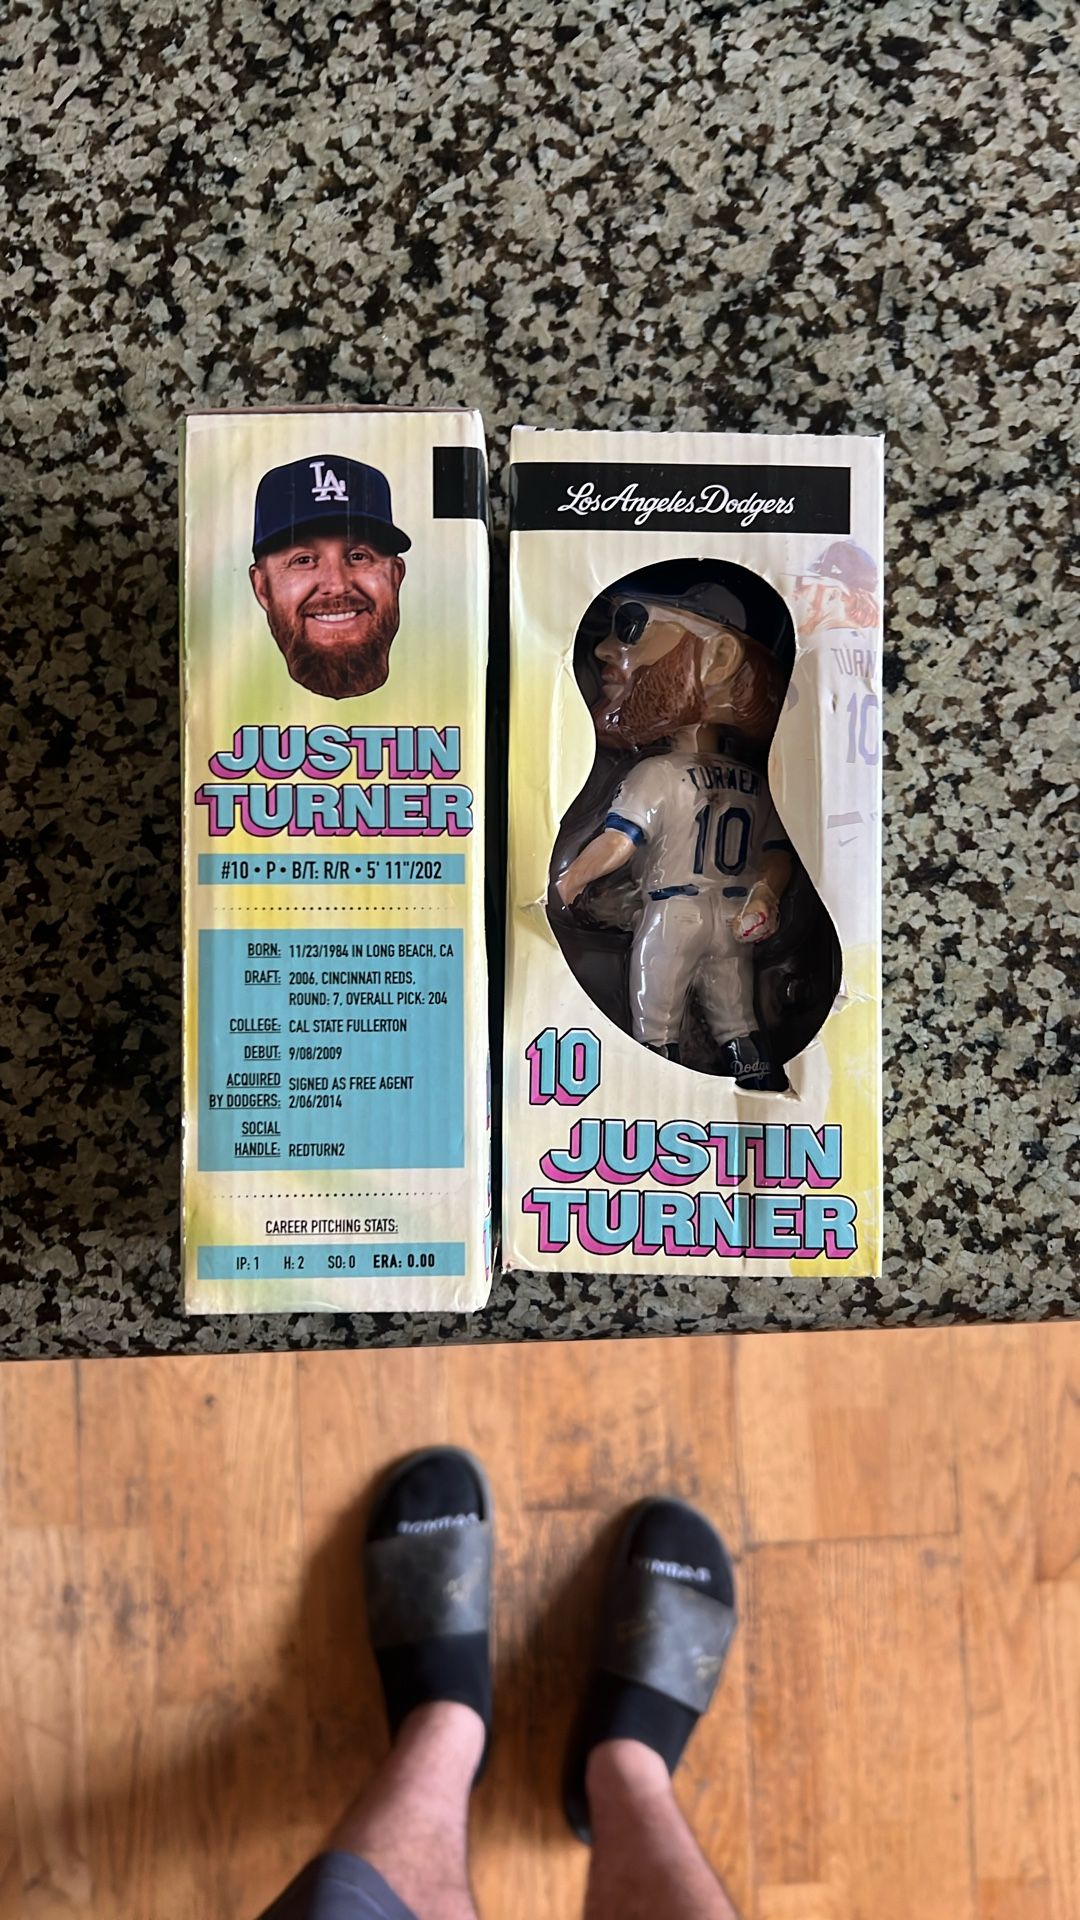 LA
JUSTIN
TURNER
#10 • P • B/T: R/R • 5' 11"/202
BORN: 11/23/1984 IN LONG BEACH, CA
DRAFT: 2006, CINCINNATI REDS,
ROUND: 7, OVERALL PICK: 204
COLLEGE: CAL STATE FULLERTON
DEBUT: 9/08/2009
ACQUIRED
BY DODGERS: SIGNED AS FREE AGENT
2/06/2014
SOCIAL
HANDLE: REDTURN2
CAREER PITCHING STATS:
IP: 1 H: 2 SO: 0 ERA: 0.00
Los Angeles Dodgers
TURNER
10
TURN
10
Dodge
10
JUSTIN
TURNER